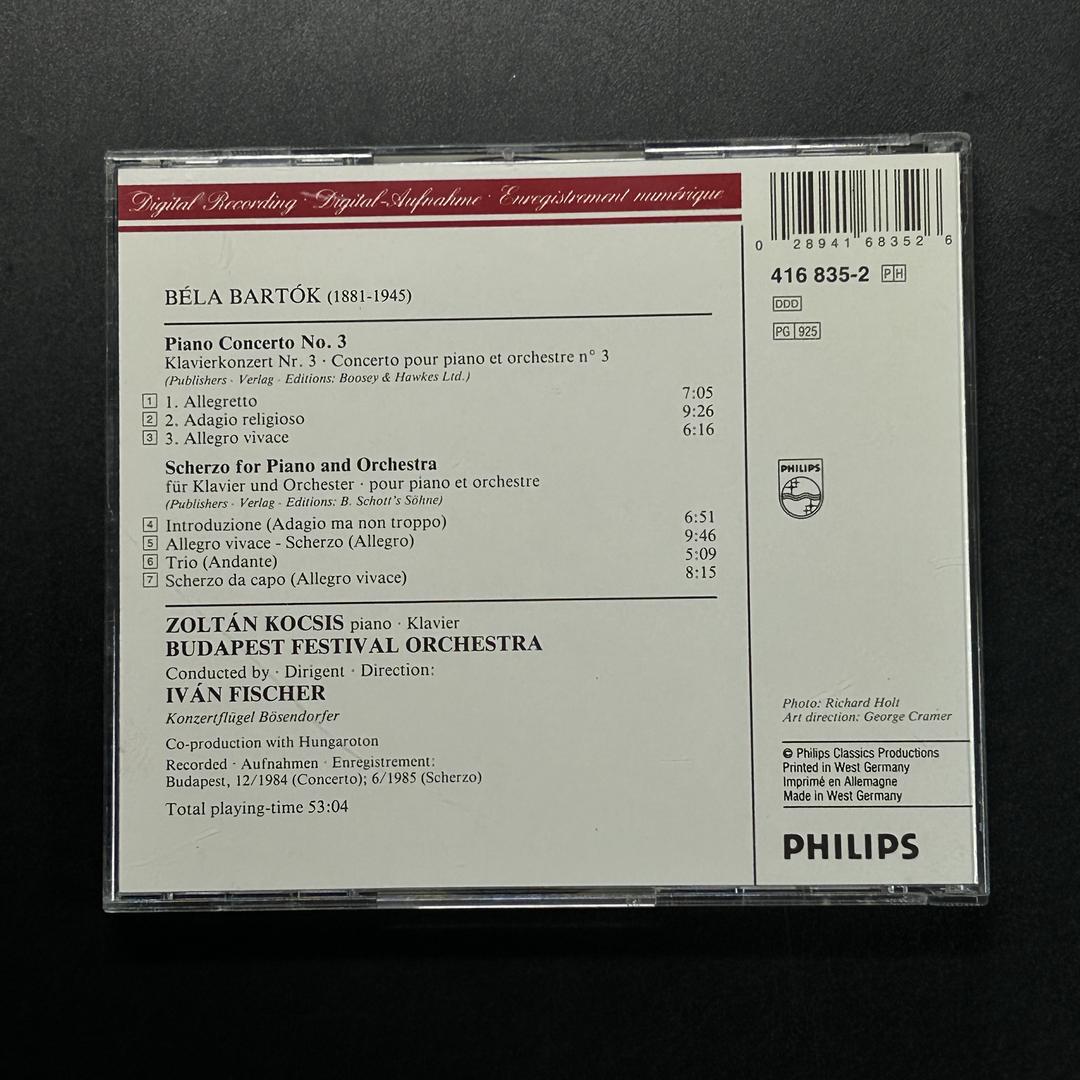 Digital Recording · Digital-Aufnahme · Enregistrement numérique
BÉLA BARTÓK (1881-1945)
Piano Concerto No. 3
Klavierkonzert Nr. 3 · Concerto pour piano et orchestre n° 3
(Publishers · Verlag · Editions: Boosey & Hawkes Ltd.)
1 1. Allegretto 7:05
2 2. Adagio religioso 9:26
3 3. Allegro vivace 6:16
Scherzo for Piano and Orchestra
für Klavier und Orchester · pour piano et orchestre
(Publishers · Verlag · Editions: B. Schott's Söhne)
4 Introduzione (Adagio ma non troppo) 6:51
5 Allegro vivace - Scherzo (Allegro) 9:46
6 Trio (Andante) 5:09
7 Scherzo da capo (Allegro vivace) 8:15
ZOLTÁN KOCSIS piano · Klavier
BUDAPEST FESTIVAL ORCHESTRA
Conducted by · Dirigent · Direction:
IVÁN FISCHER
Konzertflügel Bösendorfer
Co-production with Hungaroton
Recorded · Aufnahmen · Enregistrement:
Budapest, 12/1984 (Concerto); 6/1985 (Scherzo)
Total playing-time 53:04
0 28941 68352 6
416 835-2 PH
DDD
PG 925
PHILIPS
Photo: Richard Holt
Art direction: George Cramer
© Philips Classics Productions
Printed in West Germany
Imprimé en Allemagne
Made in West Germany
PHILIPS